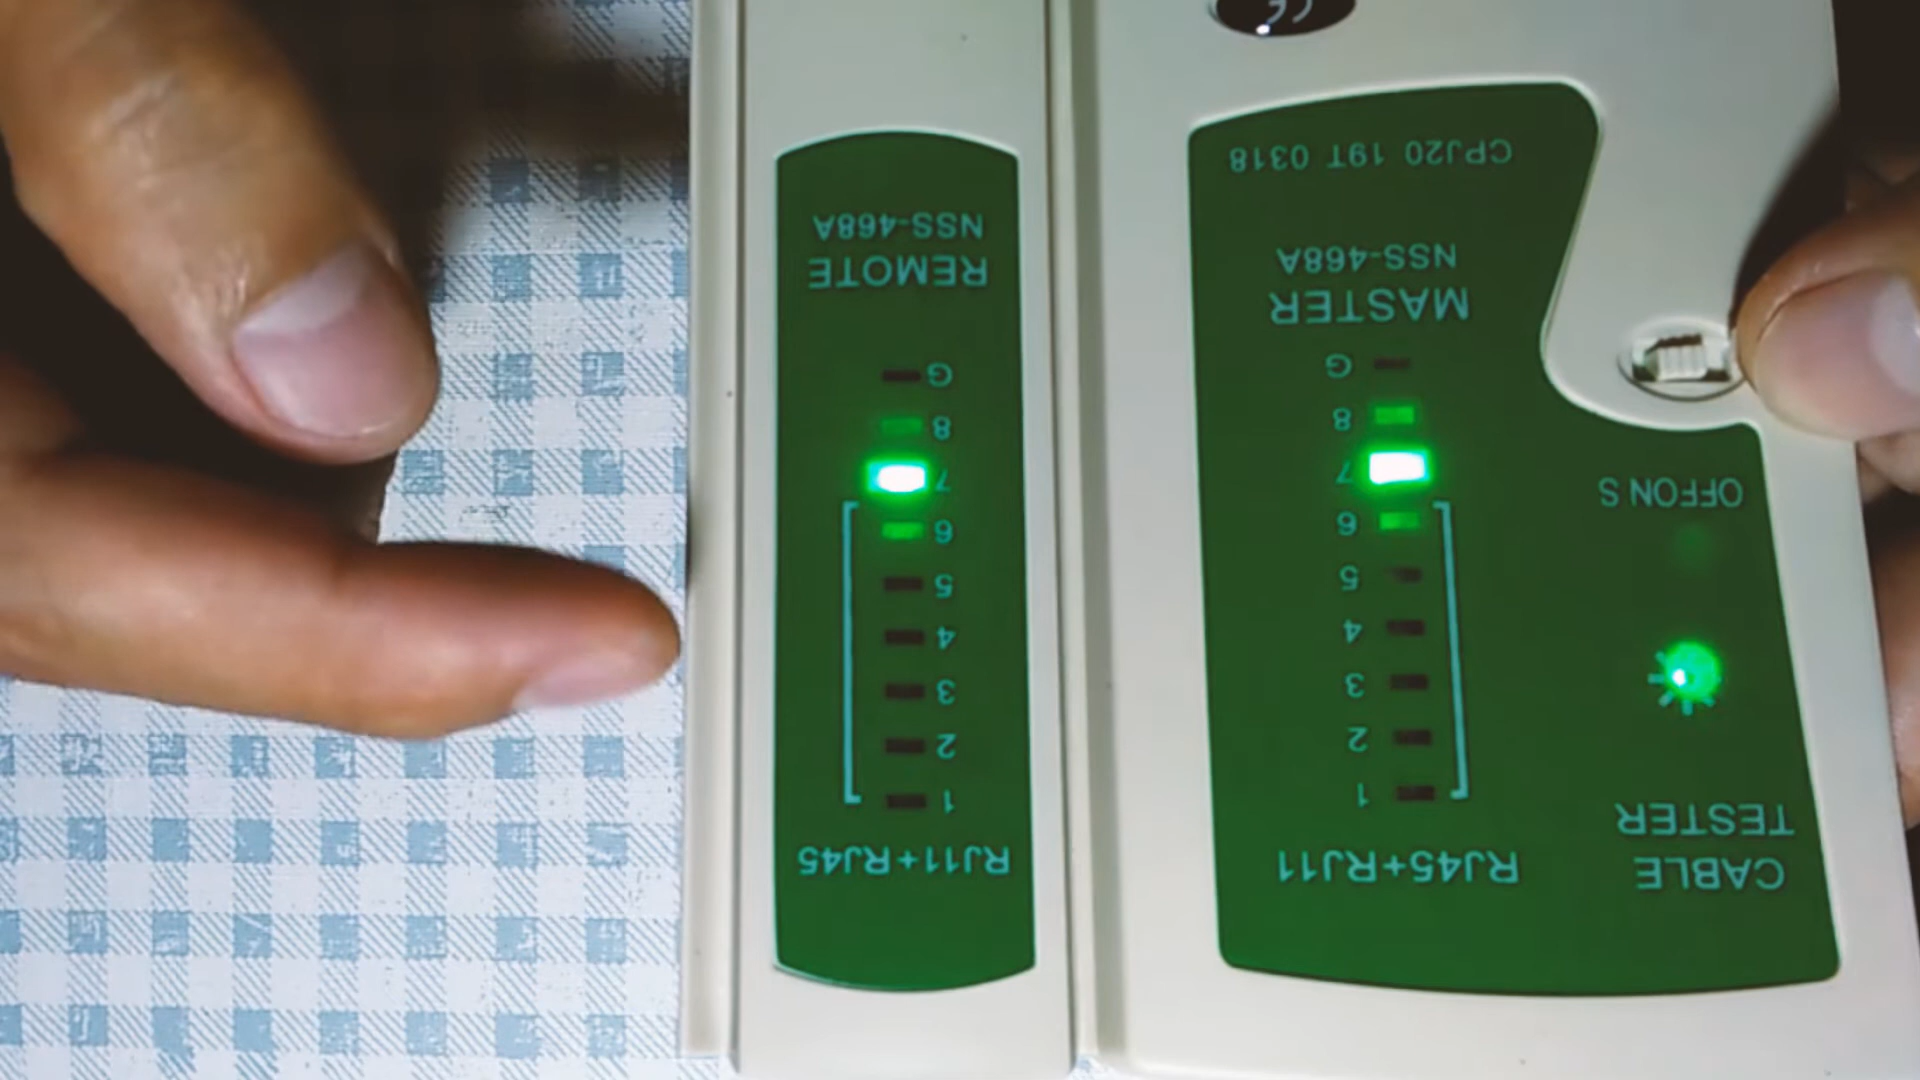 RJ45+RJ11
1
2
3
4
5
6
7
8
G
MASTER
NSS-468A
CPJ20 19T 0318
CABLE
TESTER
OFFON S
RJ11+RJ45
1
2
3
4
5
6
7
8
G
REMOTE
NSS-468A
CE